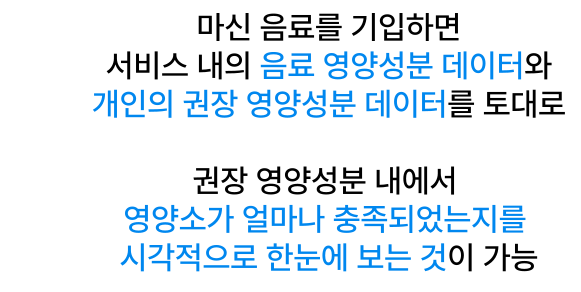 마신 음료를 기입하면
서비스 내의 음료 영양성분 데이터와
개인의 권장 영양성분 데이터를 토대로
권장 영양성분 내에서
영양소가 얼마나 충족되었는지를
시각적으로 한눈에 보는 것이 가능